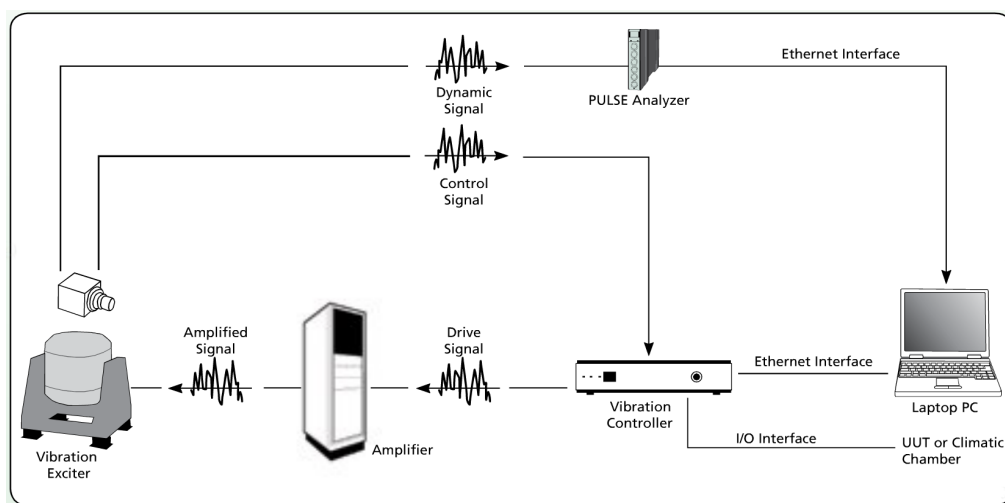 Ethernet Interface
Dynamic
Signal
PULSE Analyzer
Control
Signal
Amplified
Signal
Drive
Signal
Ethernet Interface
Vibration
Controller
Laptop PC
Vibration
Exciter
Amplifier
I/O Interface
UUT or Climatic
Chamber